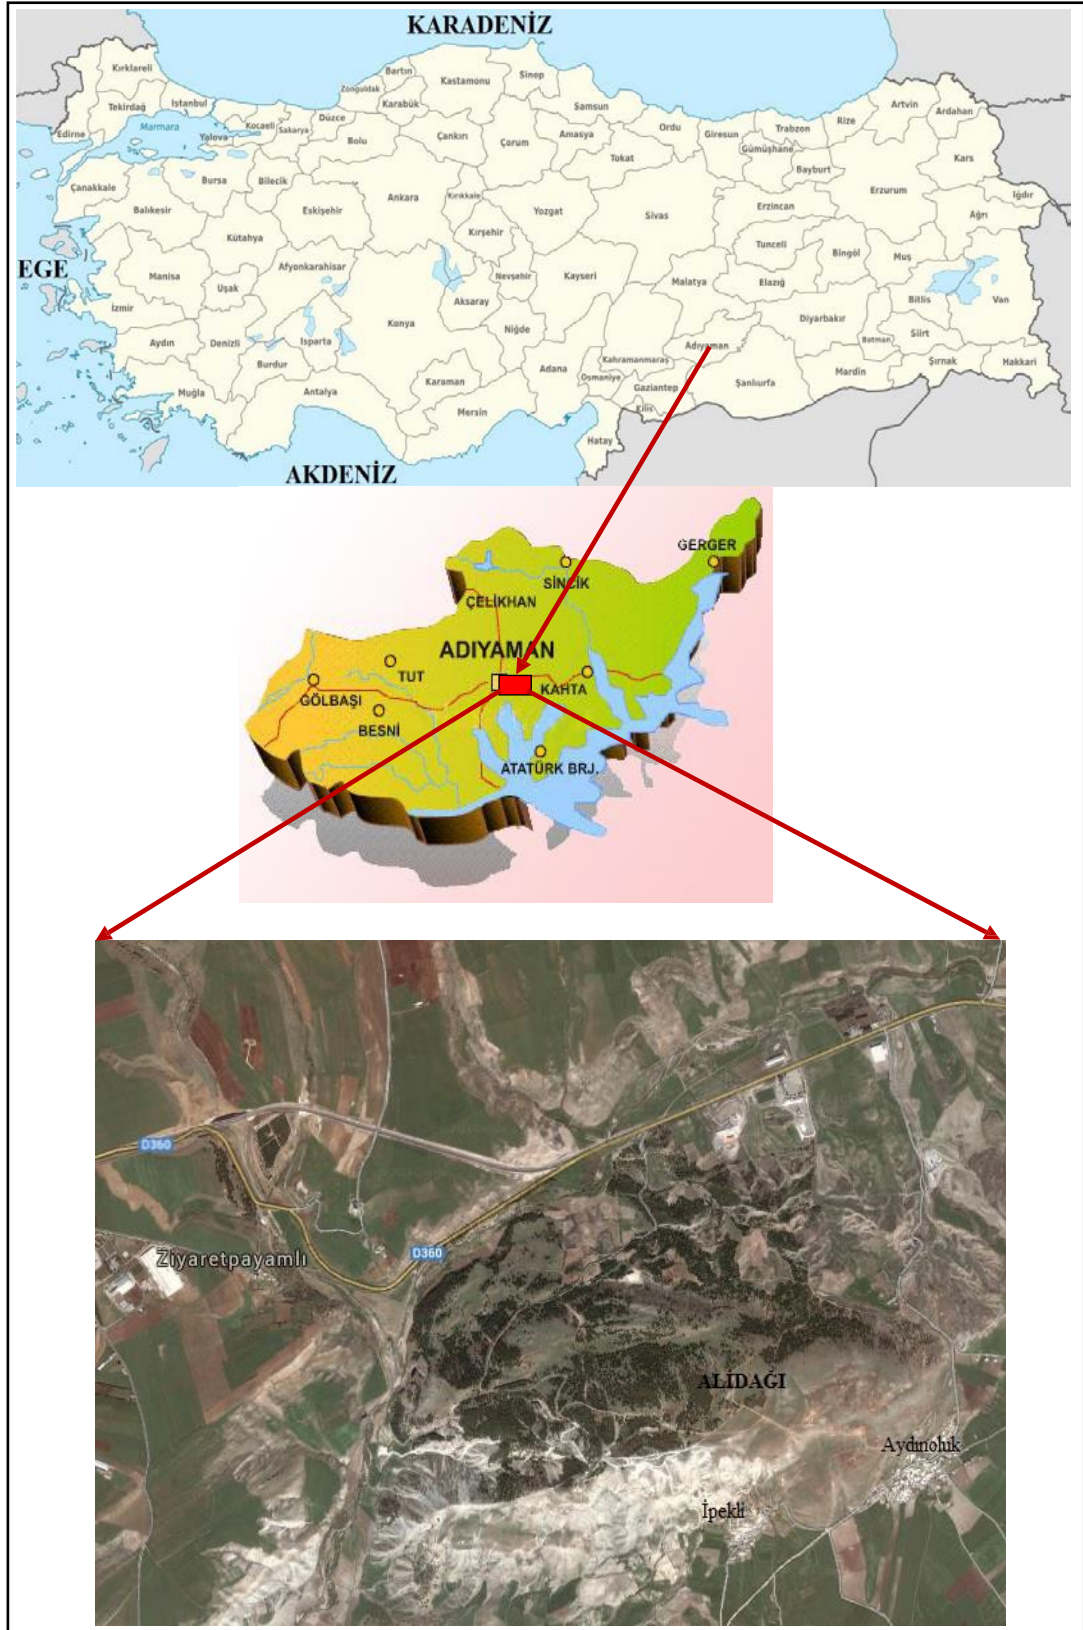 KARADENİZ
Kırklareli
Edirne
Tekirdağ
İstanbul
Marmara
Yalova
Kocaeli
Sakarya
Düzce
Zonguldak
Bartın
Karabük
Kastamonu
Sinop
Samsun
Bolu
Çankırı
Çorum
Amasya
Ordu
Giresun
Trabzon
Rize
Artvin
Ardahan
Gümüşhane
Bayburt
Kars
Tokat
Çanakkale
Bursa
Bilecik
Balıkesir
Eskişehir
Ankara
Kırıkkale
Yozgat
Sivas
Erzincan
Erzurum
Iğdır
Ağrı
Kütahya
Kırşehir
EGE
Manisa
Uşak
Afyonkarahisar
Nevşehir
Kayseri
Malatya
Tunceli
Elazığ
Bingöl
Muş
Bitlis
Van
İzmir
Aksaray
Konya
Niğde
Aydın
Denizli
Isparta
Burdur
Adıyaman
Diyarbakır
Batman
Siirt
Şırnak
Hakkari
Kahramanmaraş
Osmaniye
Gaziantep
Kilis
Şanlıurfa
Mardin
Adana
Karaman
Mersin
Muğla
Antalya
Hatay
AKDENİZ
GERGER
SİNCİK
ÇELİKHAN
ADIYAMAN
TUT
GÖLBAŞI
KAHTA
BESNİ
ATATÜRK BRJ.
D360
D360
Ziyaretpayamlı
ALİDAĞI
Aydınoluk
İpekli